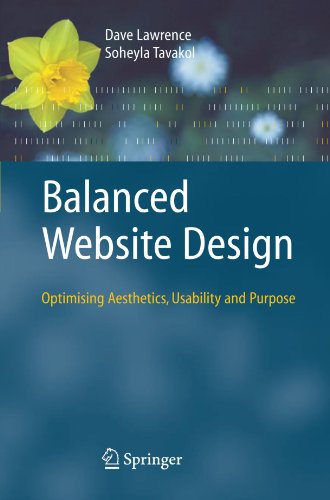 Dave Lawrence
Soheyla Tavakol
Balanced
Website Design
Optimising Aesthetics, Usability and Purpose
Springer